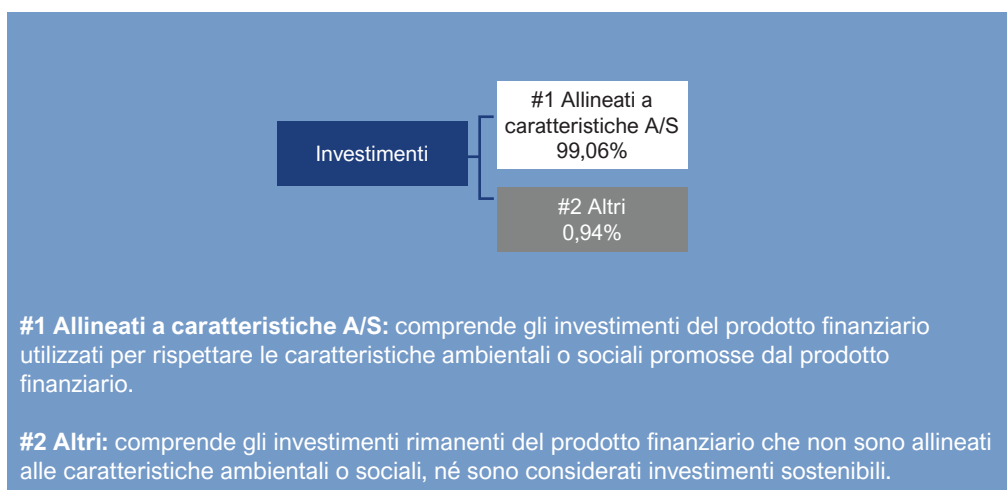 Investimenti
#1 Allineati a
caratteristiche A/S
99,06%
#2 Altri
0,94%
#1 Allineati a caratteristiche A/S: comprende gli investimenti del prodotto finanziario
utilizzati per rispettare le caratteristiche ambientali o sociali promosse dal prodotto
finanziario.
#2 Altri: comprende gli investimenti rimanenti del prodotto finanziario che non sono allineati
alle caratteristiche ambientali o sociali, né sono considerati investimenti sostenibili.